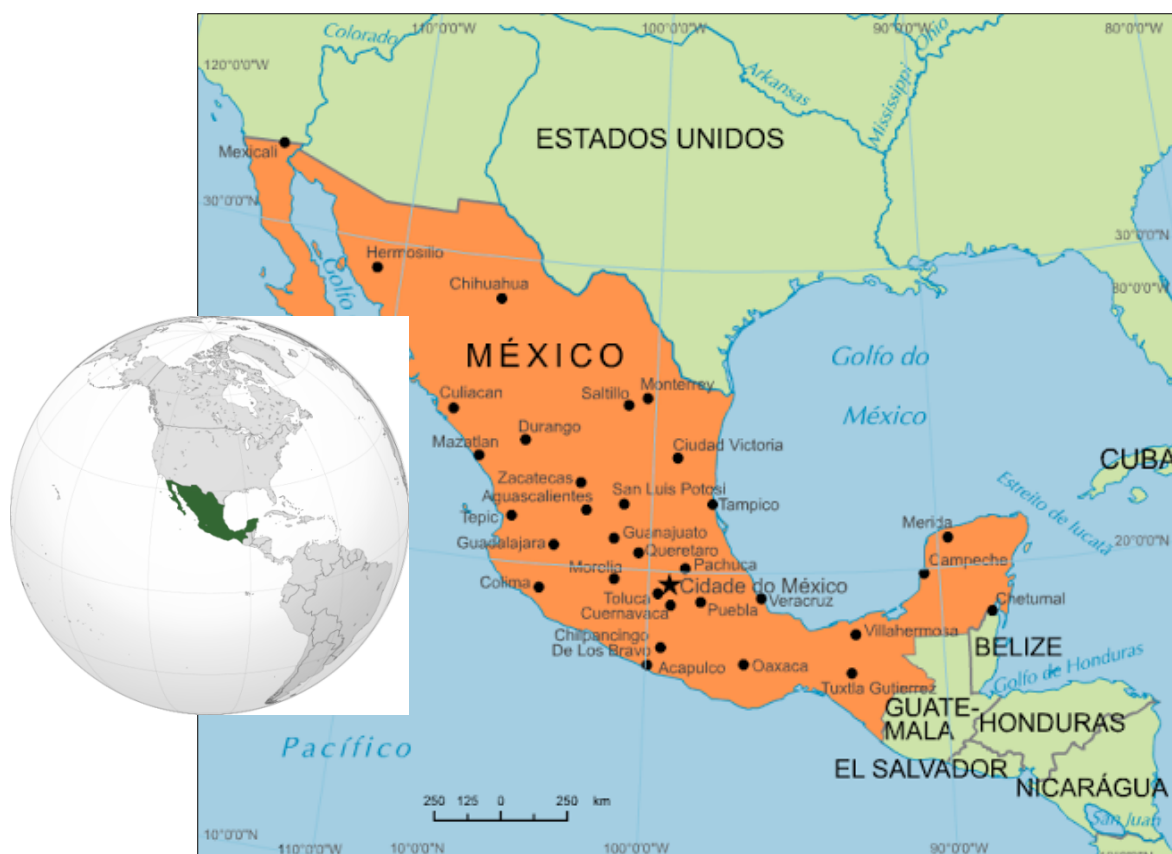 110°0'0"W
100°0'0"W
90°0'0"W
80°0'0"W
Colorado
Ohio
120°0'0"W
Arkansas
Mississippi
ESTADOS UNIDOS
Mexicali
30°0'0"N
30°0'0"N
Hermosillo
Golfo
Chihuahua
80°0'0"W
MÉXICO
Golfo do
México
Culiacan
Saltillo
Monterrey
Durango
Mazatlan
Ciudad Victoria
CUBA
Zacatecas
Aguascalientes
San Luis Potosi
Tampico
Estreito de Iucatã
Tepic
Merida
Guanajuato
Guadalajara
Queretaro
20°0'0"N
Pachuca
Campeche
Morelia
Colima
Cidade do México
Toluca
Veracruz
Chetumal
Cuernavaca
Puebla
Chilpancingo
De Los Bravo
Villahermosa
BELIZE
Acapulco
Oaxaca
Golfo de Honduras
Tuxtla Gutierrez
GUATE-
MALA
HONDURAS
Pacífico
EL SALVADOR
NICARÁGUA
250 125 0 250 km
San Juan
10°0'0"N
110°0'0"W
100°0'0"W
90°0'0"W